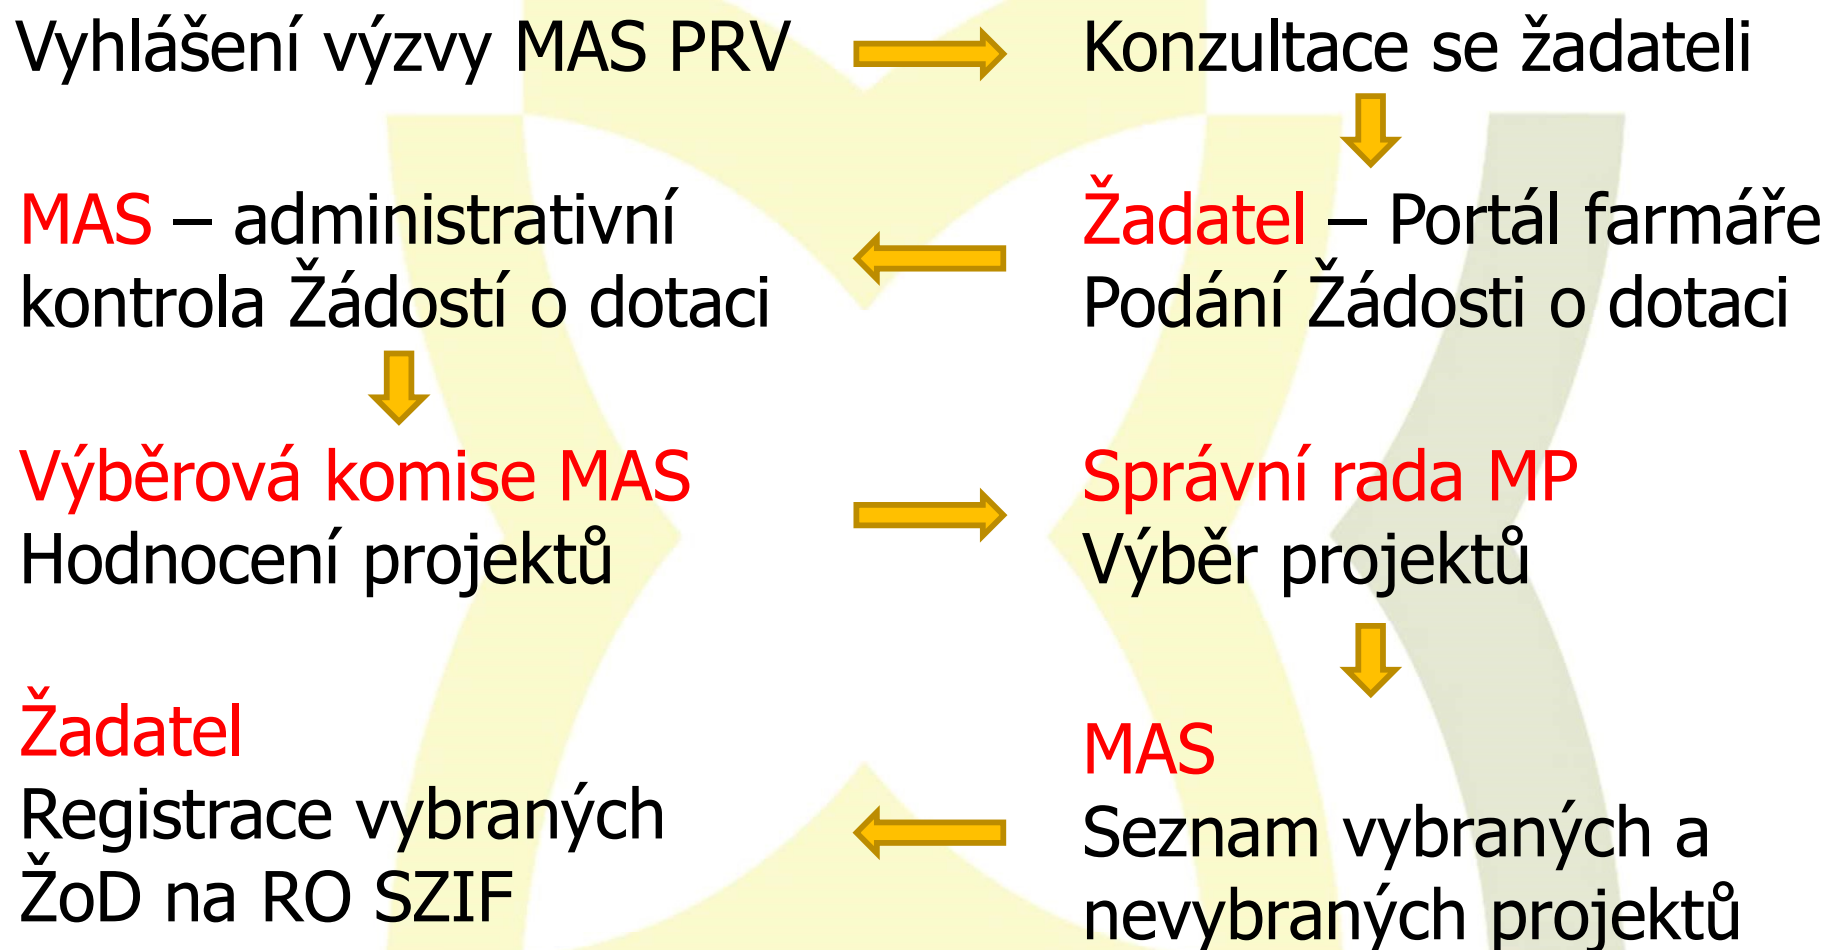 Vyhlášení výzvy MAS PRV
Konzultace se žadateli
MAS – administrativní
kontrola Žádostí o dotaci
Žadatel – Portál farmáře
Podání Žádosti o dotaci
Výběrová komise MAS
Hodnocení projektů
Správní rada MP
Výběr projektů
Žadatel
Registrace vybraných
ŽoD na RO SZIF
MAS
Seznam vybraných a
nevybraných projektů